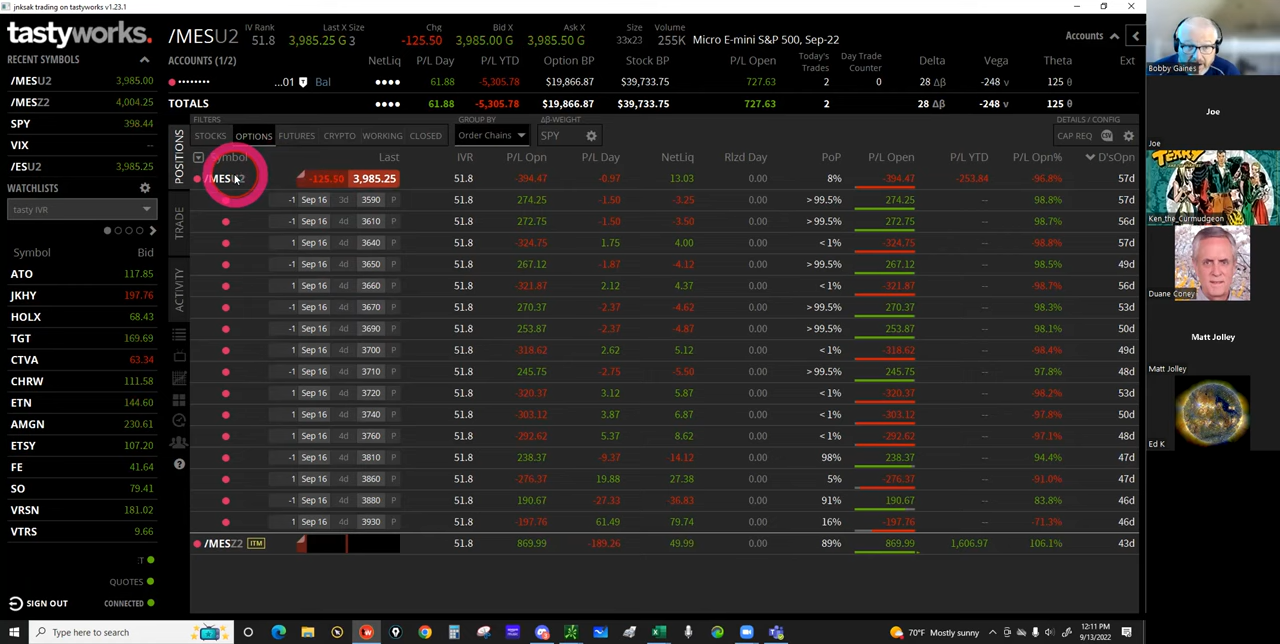 jnksak trading on tastyworks v1.23.1
tastyworks.
/MESU2
IV Rank Last X Size Chg Bid X Ask X Size Volume
51.8 3,985.25 G 3 -125.50 3,985.00 G 3,985.50 G 33x23 255K Micro E-mini S&P 500, Sep-22
Accounts
RECENT SYMBOLS
/MESU2 3,985.00
/MESZ2 4,004.25
SPY 398.44
VIX --
/ESU2 3,985.25
WATCHLISTS
tasty IVR
Symbol Bid
ATO 117.85
JKHY 197.76
HOLX 68.43
TGT 169.69
CTVA 63.34
CHRW 111.58
ETN 144.60
AMGN 230.61
ETSY 107.20
FE 41.64
SO 79.41
VRSN 181.02
VTRS 9.66
QUOTES
SIGN OUT CONNECTED
ACCOUNTS (1/2) NetLiq P/L Day P/L YTD Option BP Stock BP P/L Open Today's Trades Day Trade Counter Delta Vega Theta Ext
•••••••• ...01 Bal •••• 61.88 -5,305.78 $19,866.87 $39,733.75 727.63 2 0 28 Δβ -248 ν 125 θ
TOTALS •••• 61.88 -5,305.78 $19,866.87 $39,733.75 727.63 2 28 Δβ -248 ν 125 θ
FILTERS GROUP BY Δβ-WEIGHT DETAILS / CONFIG
STOCKS OPTIONS FUTURES CRYPTO WORKING CLOSED Order Chains SPY CAP REQ
POSITIONS
TRADE
ACTIVITY
Symbol Last IVR P/L Opn P/L Day NetLiq Rlzd Day PoP P/L Open P/L YTD P/L Opn% D'sOpn
/MESU2 -125.50 3,985.25 51.8 -394.47 -0.97 13.03 8% -394.47 -253.84 -96.8% 57d
-1 Sep 16 3d 3590 P 51.8 274.25 -1.50 -3.25 0.00 > 99.5% 274.25 -- 98.8% 57d
-1 Sep 16 4d 3610 P 51.8 272.75 -1.50 -3.50 0.00 > 99.5% 272.75 -- 98.7% 56d
1 Sep 16 4d 3640 P 51.8 -324.75 1.75 4.00 0.00 < 1% -324.75 -- -98.8% 57d
-1 Sep 16 4d 3650 P 51.8 267.12 -1.87 -4.12 0.00 > 99.5% 267.12 -- 98.5% 49d
1 Sep 16 4d 3660 P 51.8 -321.87 2.12 4.37 0.00 < 1% -321.87 -- -98.7% 56d
-1 Sep 16 4d 3670 P 51.8 270.37 -2.37 -4.62 0.00 > 99.5% 270.37 -- 98.3% 53d
-1 Sep 16 4d 3690 P 51.8 253.87 -2.37 -4.87 0.00 > 99.5% 253.87 -- 98.1% 50d
1 Sep 16 4d 3700 P 51.8 -318.62 2.62 5.12 0.00 < 1% -318.62 -- -98.4% 49d
-1 Sep 16 4d 3710 P 51.8 245.75 -2.75 -5.50 0.00 > 99.5% 245.75 -- 97.8% 48d
1 Sep 16 4d 3720 P 51.8 -320.37 3.12 5.87 0.00 < 1% -320.37 -- -98.2% 53d
1 Sep 16 4d 3740 P 51.8 -303.12 3.87 6.87 0.00 < 1% -303.12 -- -97.8% 50d
1 Sep 16 4d 3760 P 51.8 -292.62 5.37 8.62 0.00 < 1% -292.62 -- -97.1% 48d
-1 Sep 16 4d 3810 P 51.8 238.37 -9.37 -14.12 0.00 98% 238.37 -- 94.4% 47d
1 Sep 16 4d 3860 P 51.8 -276.37 19.88 27.38 0.00 5% -276.37 -- -91.0% 47d
-1 Sep 16 4d 3880 P 51.8 190.67 -27.33 -36.83 0.00 91% 190.67 -- 83.8% 46d
1 Sep 16 4d 3930 P 51.8 -197.76 61.49 79.74 0.00 16% -197.76 -- -71.3% 46d
/MESZ2 ITM 51.8 869.99 -189.26 49.99 89% 869.99 1,606.97 106.1% 43d
Bobby Gaines
Joe
Joe
TERRY
Ken_the_Curmudgeon
Duane Coney
Matt Jolley
Matt Jolley
Ed K
Type here to search
70°F Mostly sunny
12:11 PM
9/13/2022